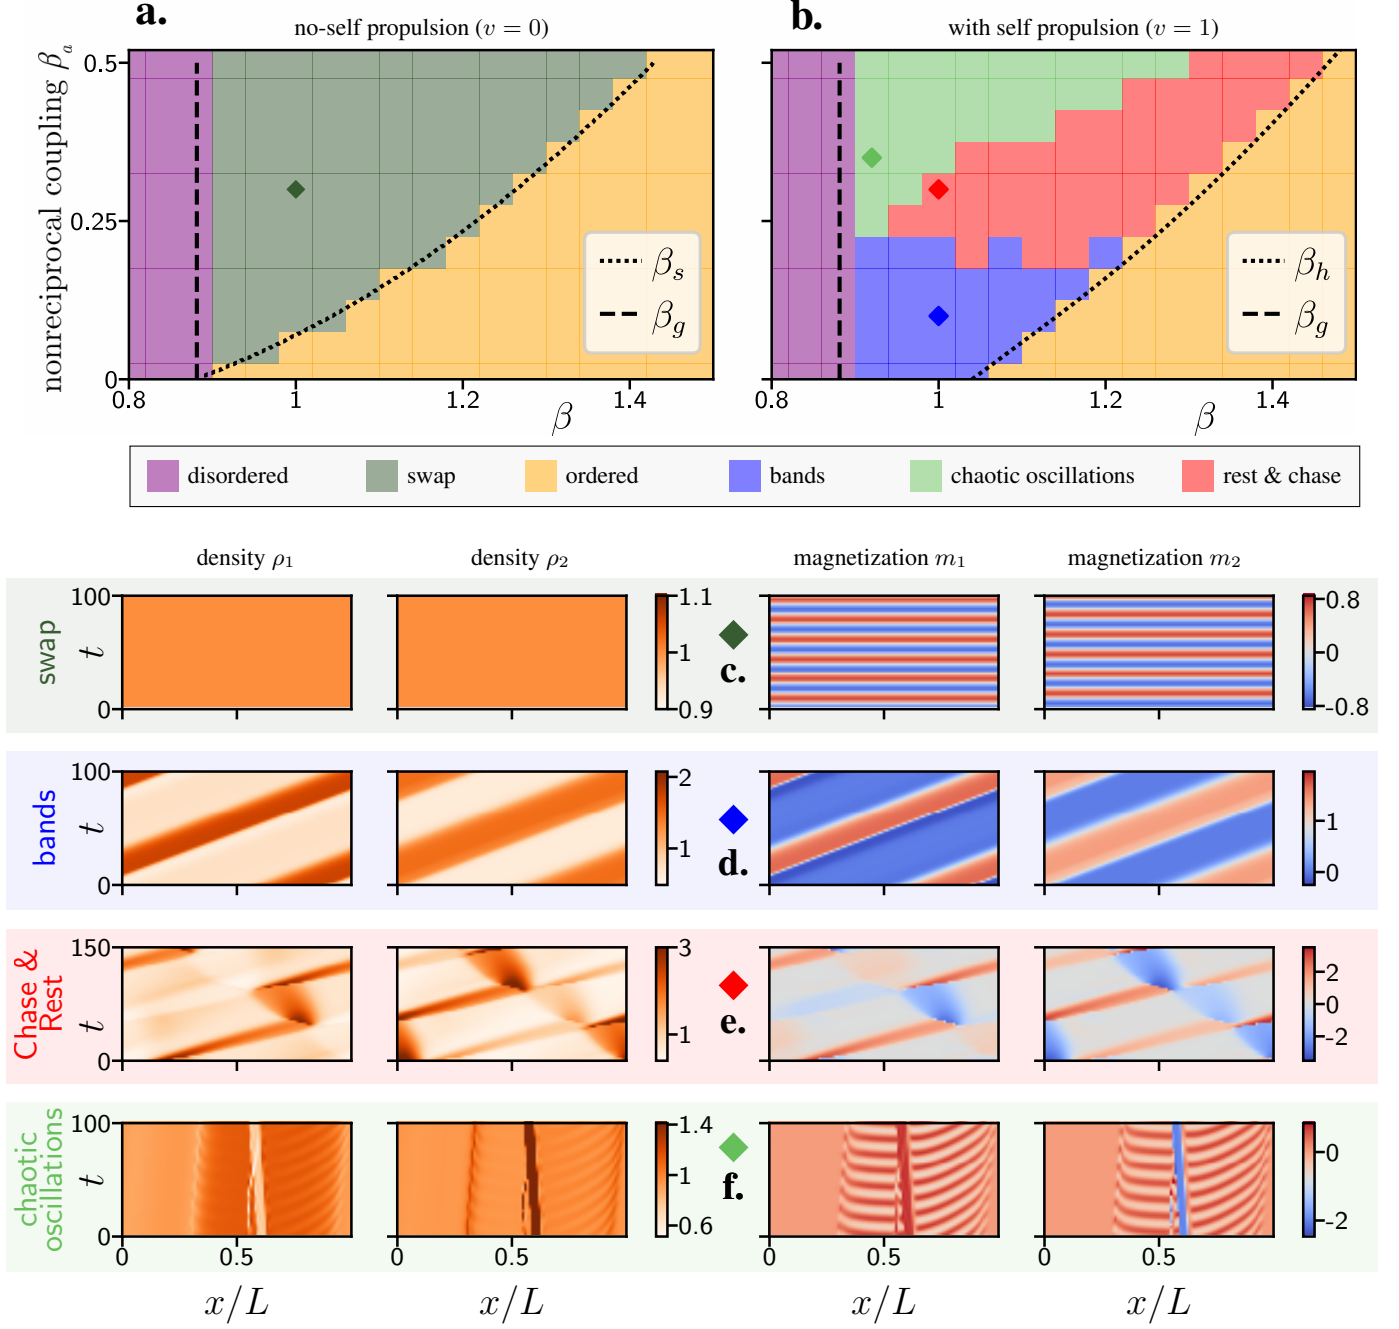 a.
no-self propulsion (v = 0)
b.
with self propulsion (v = 1)
nonreciprocal coupling βₐ
0.5
0.25
0
0.8
1
1.2
1.4
β
βₛ
β_g
0.8
1
1.2
1.4
β
β_h
β_g
disordered
swap
ordered
bands
chaotic oscillations
rest & chase
density ρ₁
density ρ₂
magnetization m₁
magnetization m₂
swap
t
100
0
1.1
1
0.9
c.
0.8
0
-0.8
bands
t
100
0
2
1
d.
1
0
Chase &
Rest
t
150
0
3
1
e.
2
0
-2
chaotic
oscillations
t
100
0
1.4
1
0.6
f.
0
-2
0
0.5
0
0.5
0
0.5
0
0.5
x/L
x/L
x/L
x/L